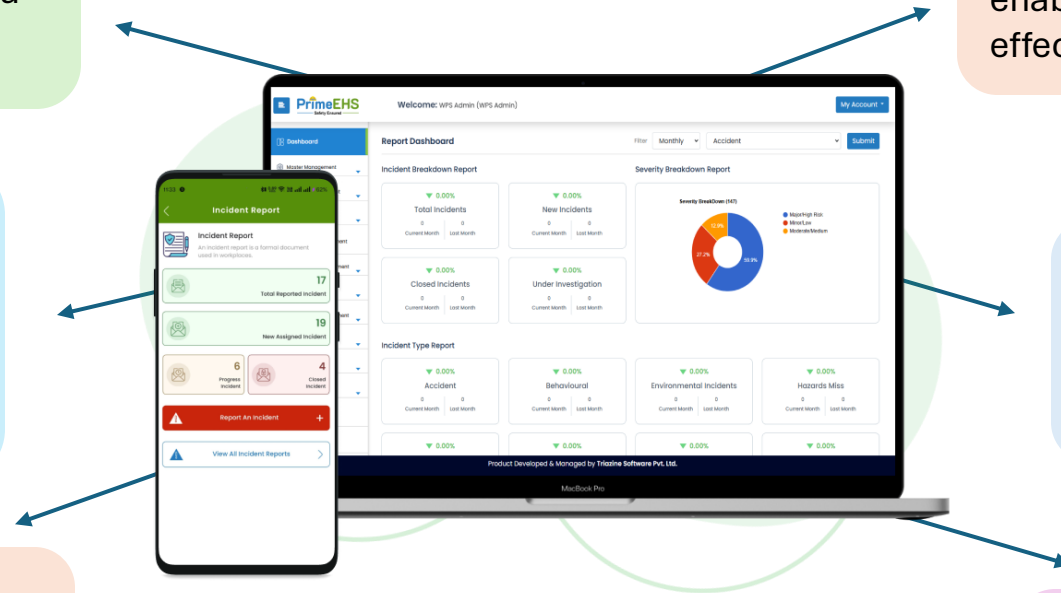 enab
effec
PrimeEHS
Safety Ensured
Welcome: WPS Admin (WPS Admin)
My Account
Dashboard
Master Management
Report Dashboard
Filter Monthly Accident Submit
Incident Breakdown Report
Severity Breakdown Report
0.00%
Total Incidents
0 0
Current Month Last Month
0.00%
New Incidents
0 0
Current Month Last Month
Severity BreakDown (147)
12.9%
27.2%
59.9%
Major/High Risk
Minor/Low
Moderate/Medium
0.00%
Closed Incidents
0 0
Current Month Last Month
0.00%
Under Investigation
0 0
Current Month Last Month
Incident Type Report
0.00%
Accident
0 0
Current Month Last Month
0.00%
Behavioural
0 0
Current Month Last Month
0.00%
Environmental Incidents
0 0
Current Month Last Month
0.00%
Hazards Miss
0 0
Current Month Last Month
0.00%
0.00%
0.00%
0.00%
Product Developed & Managed by Triazine Software Pvt. Ltd.
MacBook Pro
Incident Report
Incident Report
An incident report is a formal document
used in workplaces.
17
Total Reported Incident
19
New Assigned Incident
6
Progress
Incident
4
Closed
Incident
Report An Incident +
View All Incident Reports